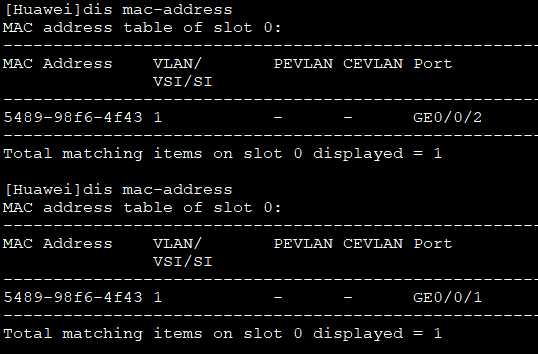 [Huawei]dis mac-address
MAC address table of slot 0:
-------------------------------------------------------
MAC Address    VLAN/       PEVLAN CEVLAN Port
               VSI/SI
-------------------------------------------------------
5489-98f6-4f43 1           -      -      GE0/0/2
-------------------------------------------------------
Total matching items on slot 0 displayed = 1
[Huawei]dis mac-address
MAC address table of slot 0:
-------------------------------------------------------
MAC Address    VLAN/       PEVLAN CEVLAN Port
               VSI/SI
-------------------------------------------------------
5489-98f6-4f43 1           -      -      GE0/0/1
-------------------------------------------------------
Total matching items on slot 0 displayed = 1